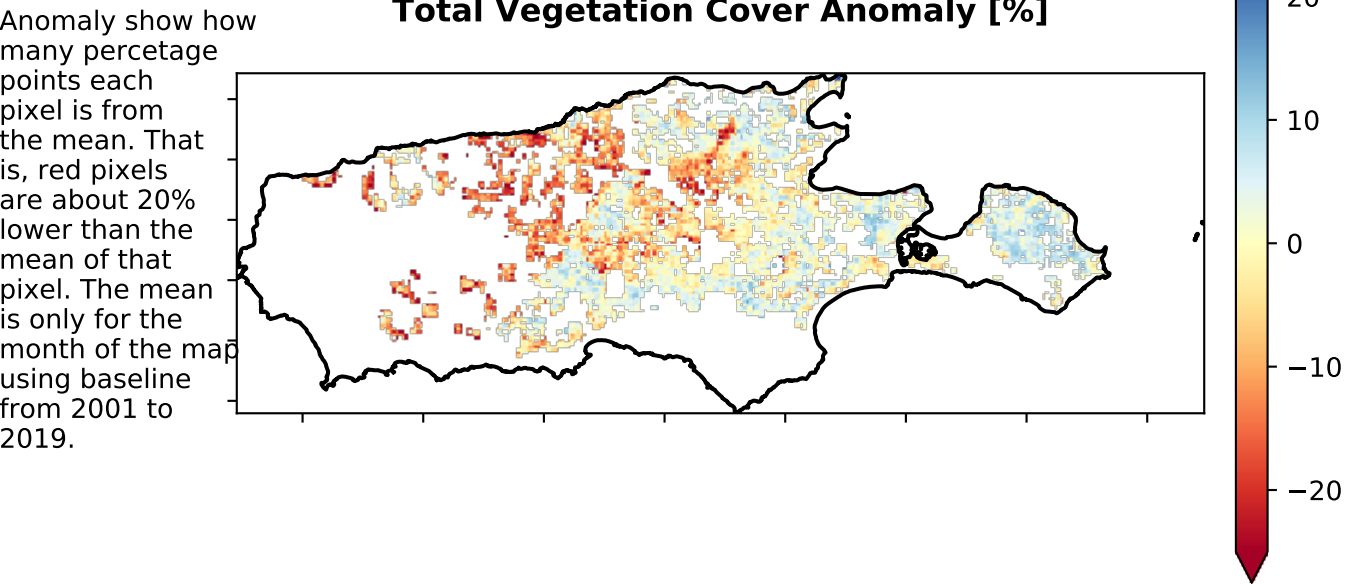 Total Vegetation Cover Anomaly [%]
Anomaly show how
many percetage
points each
pixel is from
the mean. That
is, red pixels
are about 20%
lower than the
mean of that
pixel. The mean
is only for the
month of the map
using baseline
from 2001 to
2019.
20
10
0
−10
−20